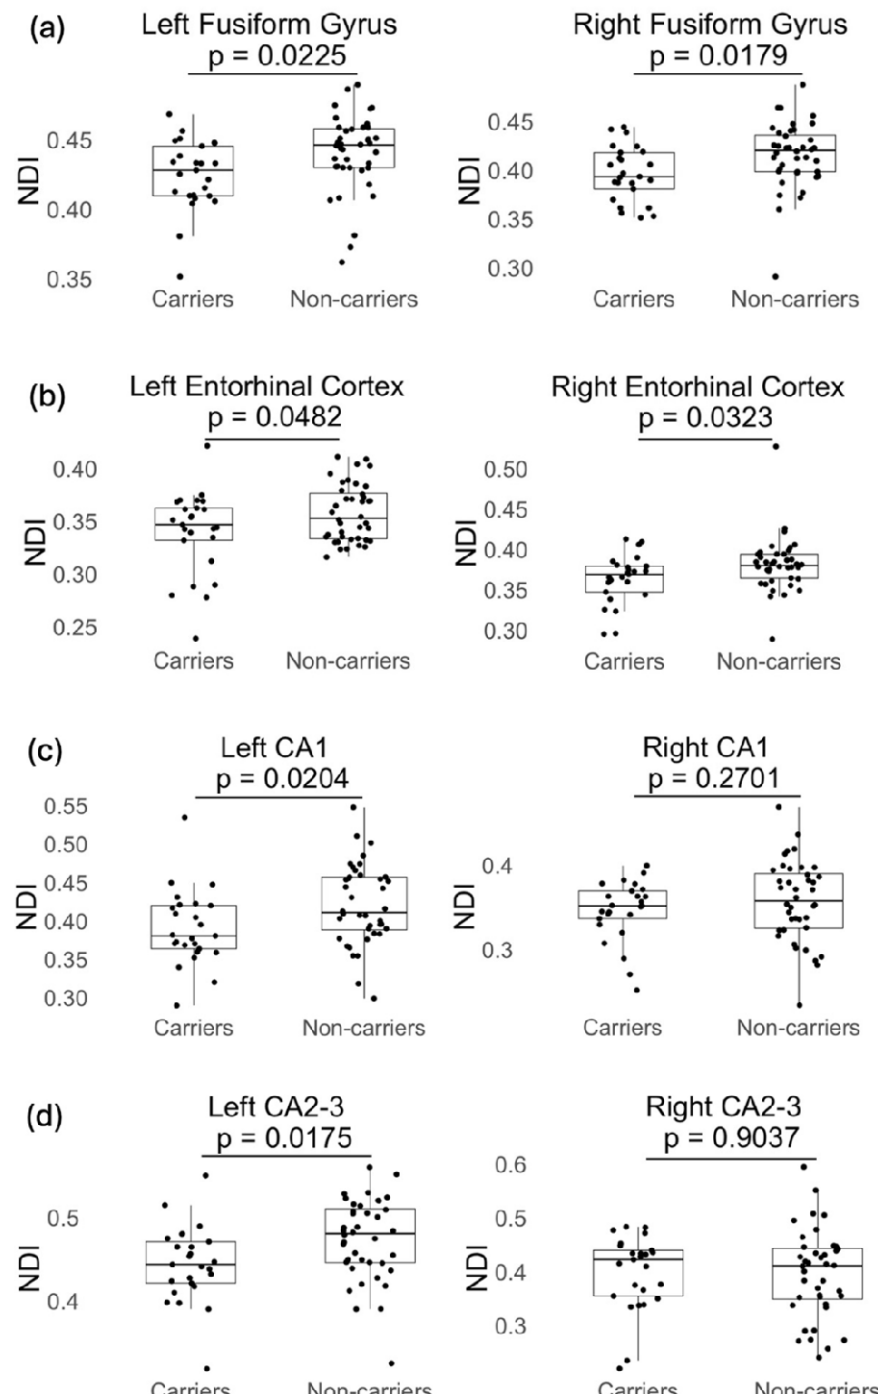 (a)
Left Fusiform Gyrus
p = 0.0225
NDI
0.45
0.40
0.35
Carriers
Non-carriers
Right Fusiform Gyrus
p = 0.0179
NDI
0.45
0.40
0.35
0.30
Carriers
Non-carriers
(b)
Left Entorhinal Cortex
p = 0.0482
NDI
0.40
0.35
0.30
0.25
Carriers
Non-carriers
Right Entorhinal Cortex
p = 0.0323
NDI
0.50
0.45
0.40
0.35
0.30
Carriers
Non-carriers
(c)
Left CA1
p = 0.0204
NDI
0.55
0.50
0.45
0.40
0.35
0.30
Carriers
Non-carriers
Right CA1
p = 0.2701
NDI
0.4
0.3
Carriers
Non-carriers
(d)
Left CA2-3
p = 0.0175
NDI
0.5
0.4
Carriers
Non-carriers
Right CA2-3
p = 0.9037
NDI
0.6
0.5
0.4
0.3
Carriers
Non-carriers